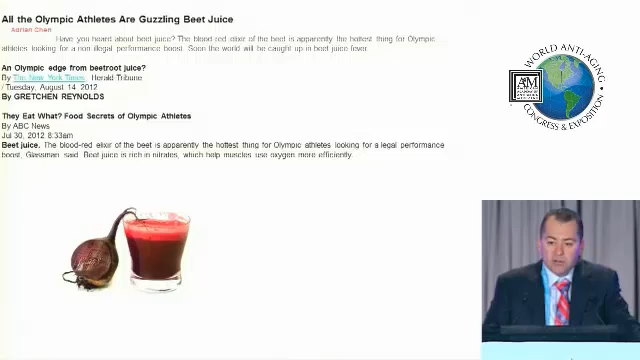 All the Olympic Athletes Are Guzzling Beet Juice
Adrian Chen
Have you heard about beet juice? The blood-red elixir of the beet is apparently the hottest thing for Olympic
athletes looking for a non illegal performance boost. Soon the world will be caught up in beet juice fever.
An Olympic edge from beetroot juice?
By The New York Times, Herald Tribune
/ Tuesday, August 14 2012
By GRETCHEN REYNOLDS
They Eat What? Food Secrets of Olympic Athletes
By ABC News
Jul 30, 2012 8:33am
Beet juice. The blood-red elixir of the beet is apparently the hottest thing for Olympic athletes looking for a legal performance
boost, Glassman said. Beet juice is rich in nitrates, which help muscles use oxygen more efficiently.
WORLD ANTI-AGING
CONGRESS & EXPOSITION